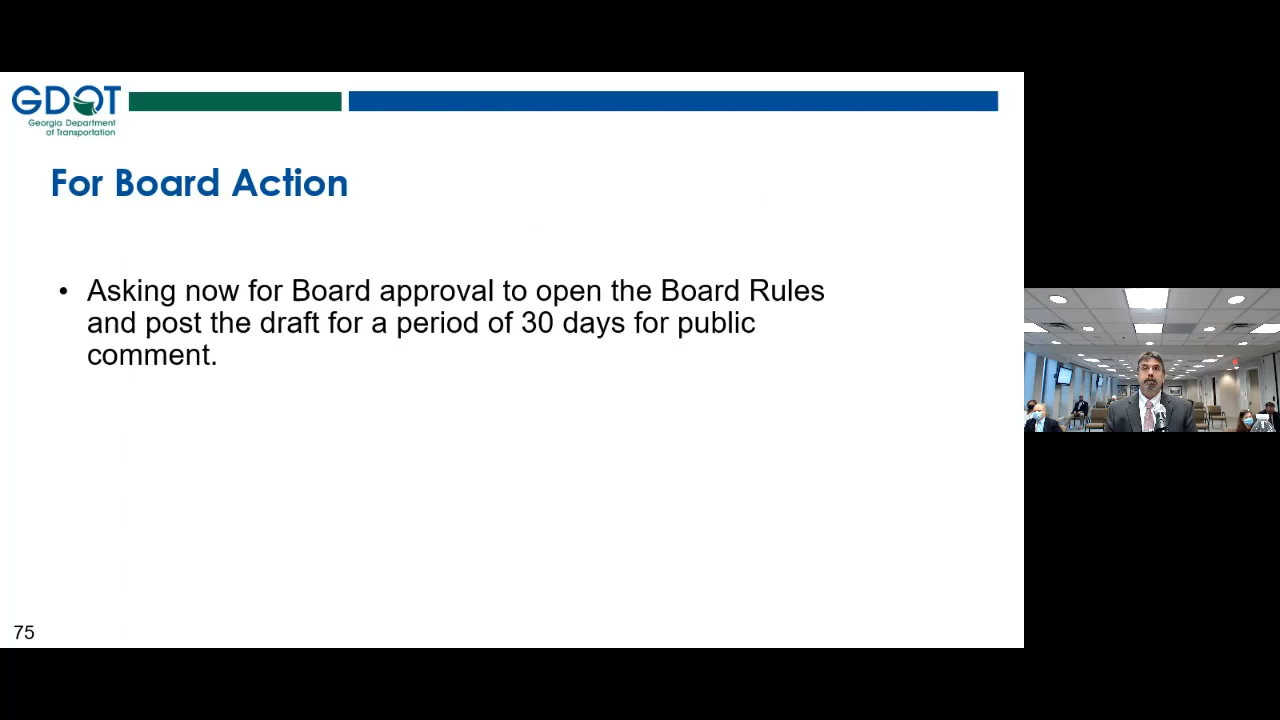 GDOT
Georgia Department
of Transportation
For Board Action
• Asking now for Board approval to open the Board Rules
and post the draft for a period of 30 days for public
comment.
75